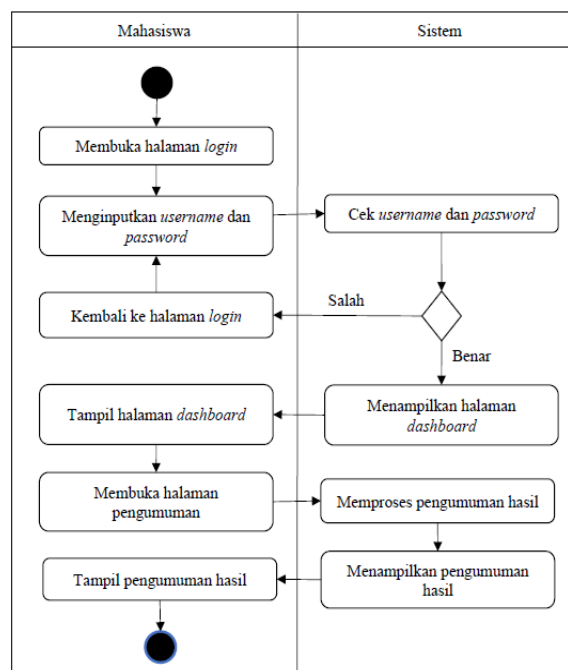 Mahasiswa
Sistem
Membuka halaman login
Menginputkan username dan
password
Cek username dan password
Salah
Kembali ke halaman login
Benar
Tampil halaman dashboard
Menampilkan halaman
dashboard
Membuka halaman
pengumuman
Memproses pengumuman hasil
Tampil pengumuman hasil
Menampilkan pengumuman
hasil